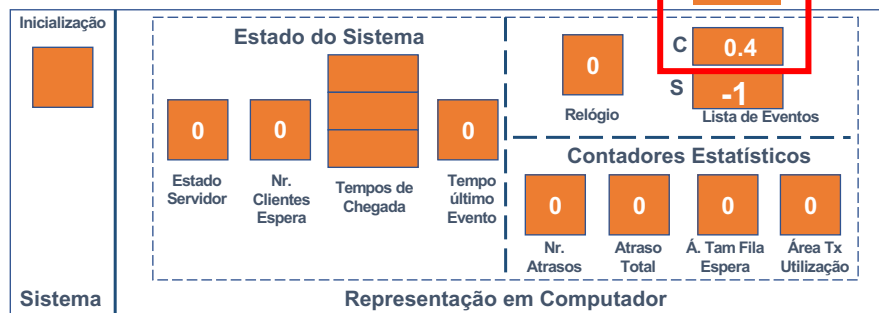 Inicialização
Sistema
Estado do Sistema
0
Estado
Servidor
0
Nr.
Clientes
Espera
Tempos de
Chegada
0
Tempo
último
Evento
0
Relógio
C
0.4
S
-1
Lista de Eventos
Contadores Estatísticos
0
Nr.
Atrasos
0
Atraso
Total
0
Á. Tam Fila
Espera
0
Área Tx
Utilização
Representação em Computador